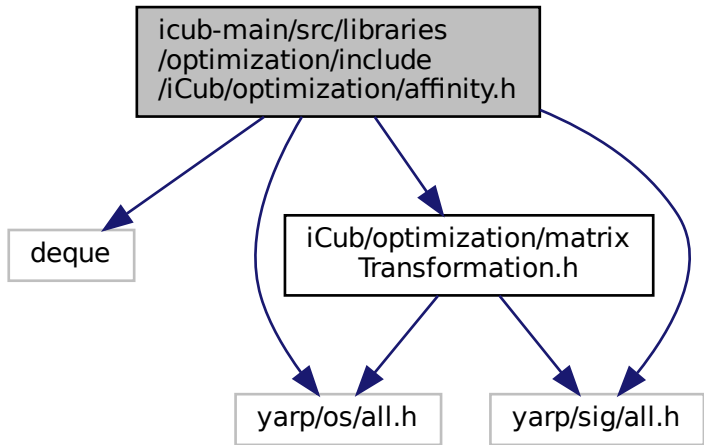 icub-main/src/libraries
/optimization/include
/iCub/optimization/affinity.h
deque
iCub/optimization/matrix
Transformation.h
yarp/os/all.h
yarp/sig/all.h